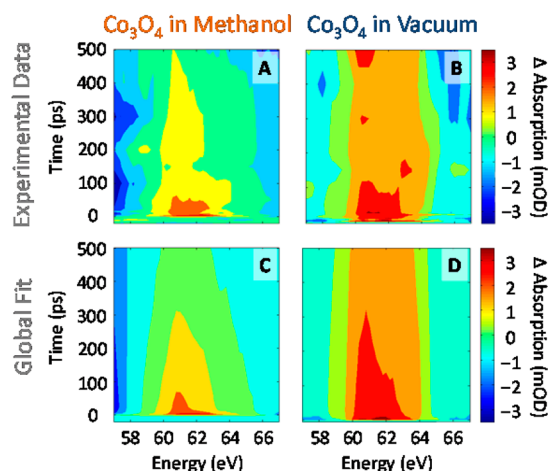 Co3O4 in Methanol Co3O4 in Vacuum
Experimental Data
Time (ps)
500
400
300
200
100
0
A
B
3
2
1
0
−1
−2
−3
Δ Absorption (mOD)
Global Fit
Time (ps)
500
400
300
200
100
0
C
D
3
2
1
0
−1
−2
−3
Δ Absorption (mOD)
58 60 62 64 66 58 60 62 64 66
Energy (eV) Energy (eV)